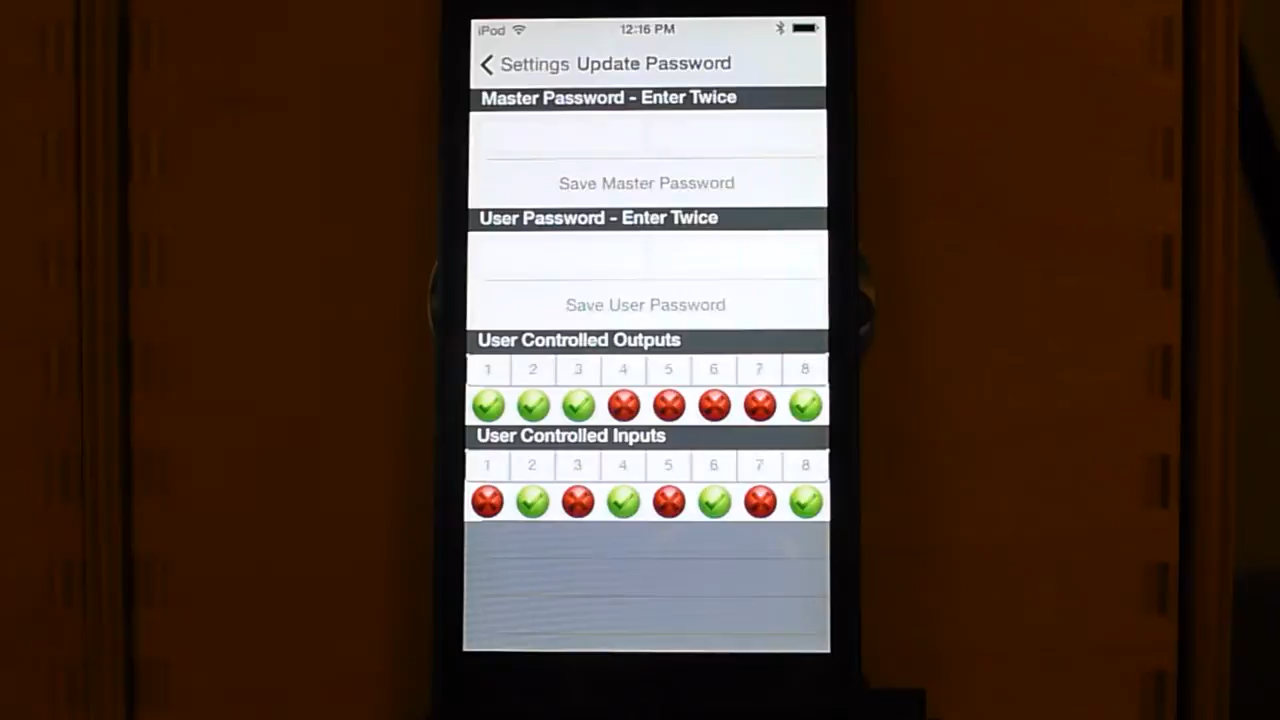 iPod 12:16 PM
Settings Update Password
Master Password - Enter Twice
Save Master Password
User Password - Enter Twice
Save User Password
User Controlled Outputs
1 2 3 4 5 6 7 8
User Controlled Inputs
1 2 3 4 5 6 7 8